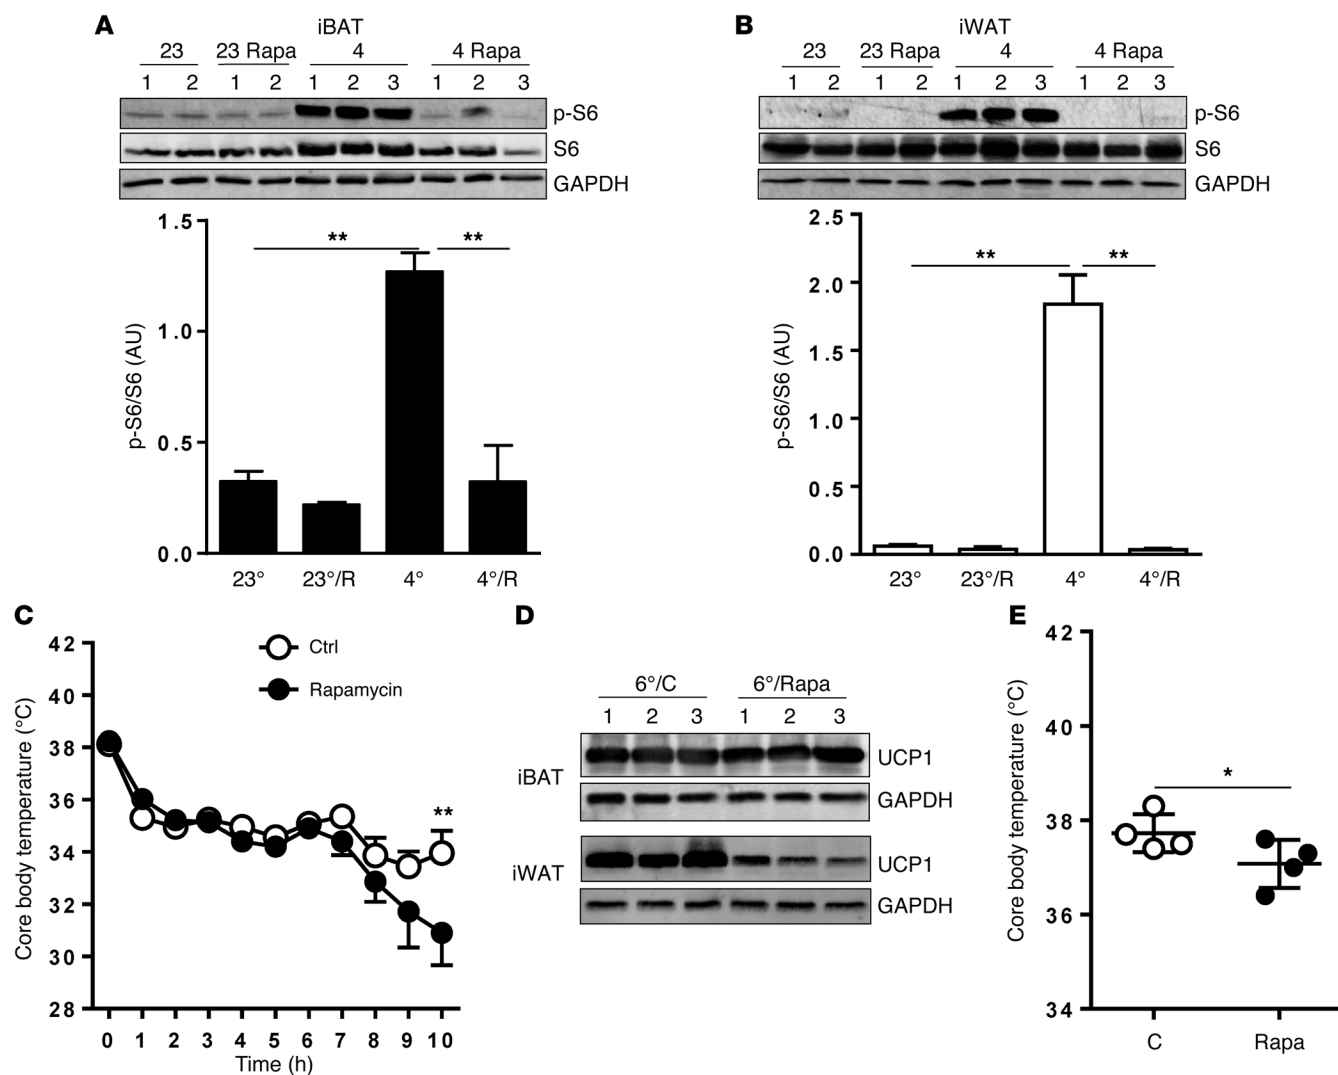 A
iBAT
23 23 Rapa 4 4 Rapa
1 2 1 2 1 2 3 1 2 3
p-S6
S6
GAPDH
1.5
1.0
0.5
0.0
p-S6/S6 (AU)
** **
23° 23°/R 4° 4°/R
B
iWAT
23 23 Rapa 4 4 Rapa
1 2 1 2 1 2 3 1 2 3
p-S6
S6
GAPDH
2.5
2.0
1.5
1.0
0.5
0.0
p-S6/S6 (AU)
** **
23° 23°/R 4° 4°/R
C
42
40
38
36
34
32
30
28
Core body temperature (°C)
Ctrl
Rapamycin
**
0 1 2 3 4 5 6 7 8 9 10
Time (h)
D
6°/C 6°/Rapa
1 2 3 1 2 3
iBAT
UCP1
GAPDH
iWAT
UCP1
GAPDH
E
42
40
38
36
34
Core body temperature (°C)
*
C Rapa